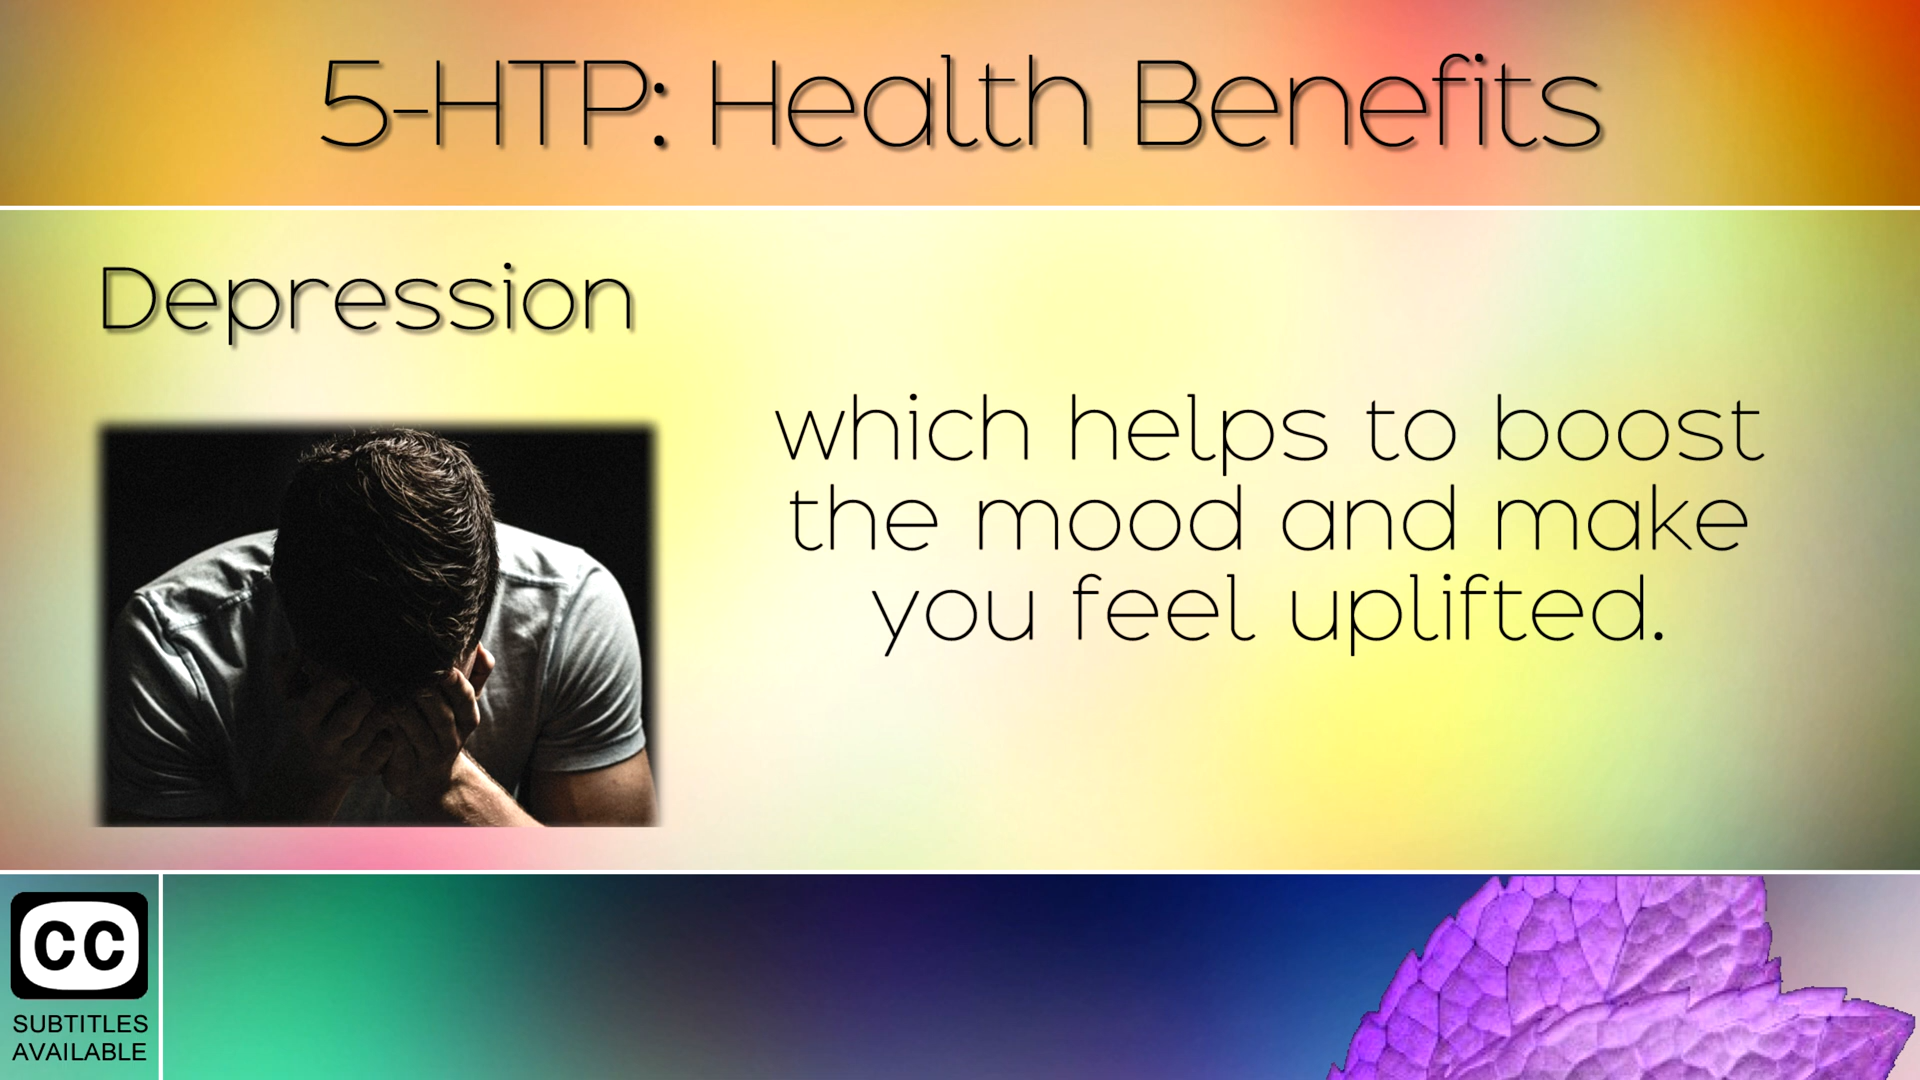 5-HTP: Health Benefits
Depression
which helps to boost
the mood and make
you feel uplifted.
CC
SUBTITLES
AVAILABLE